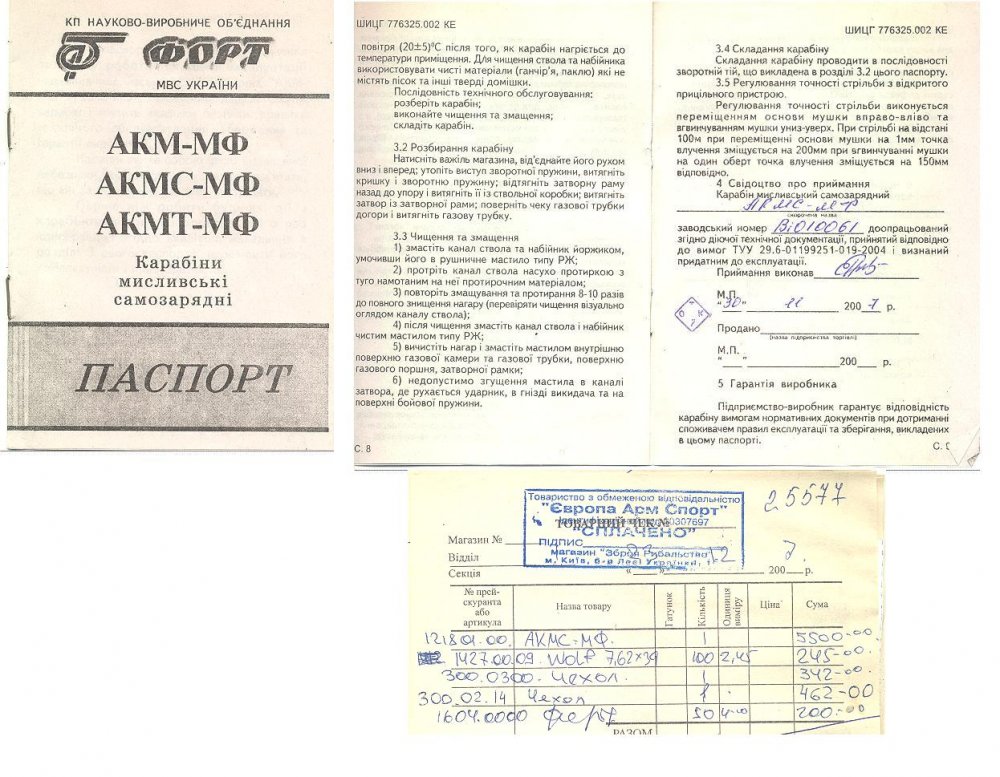 КП НАУКОВО-ВИРОБНИЧЕ ОБ'ЄДНАННЯ
ФОРТ
МВС УКРАЇНИ
АКМ-МФ
АКМС-МФ
АКМТ-МФ
Карабіни
мисливські
самозарядні
ПАСПОРТ
ШИЦГ 776325.002 КЕ
повітря (20±5)⁰С після того, як карабін нагріється до
температури приміщення. Для чищення ствола та набійника
використовувати чисті матеріали (ганчір'я, паклю) які не
містять пісок та інші тверді домішки.
Послідовність технічного обслуговування:
розберіть карабін;
виконайте чищення та змащення;
складіть карабін.
3.2 Розбирання карабіну
Натисніть важіль магазина, від'єднайте його рухом
вниз і вперед; утопіть виступ зворотної пружини, витягніть
кришку і зворотню пружину; відтягніть затворну раму
назад до упору і витягніть її із ствольної коробки; витягніть
затвор із затворної рами; поверніть чеку газової трубки
догори і витягніть газову трубку.
3.3 Чищення та змащення
1) змастіть канал ствола та набійник йоржиком,
умочивши його в рушничне мастило типу РЖ;
2) протріть канал ствола насухо протиркою з
туго намотаним на неї протирочним матеріалом;
3) повторіть змащування та протирання 8-10 разів
до повного знищення нагару (перевіряти чищення візуально
оглядом каналу ствола);
4) після чищення змастіть канал ствола і набійник
чистим мастилом типу РЖ;
5) вичистіть нагар і змастіть мастилом внутрішню
поверхню газової камери та газової трубки, поверхню
газового поршня, затворної рамки;
6) недопустимо згущення мастила в каналі
затвора, де рухається ударник, в гнізді викидача та на
поверхні бойової пружини.
С. 8
ШИЦГ 776325.002 КЕ
3.4 Складання карабіну
Складання карабіну проводити в послідовності
зворотній тій, що викладена в розділі 3.2 цього паспорту.
3.5 Регулювання точності стрільби з відкритого
прицільного пристрою.
Регулювання точності стрільби виконується
переміщенням основи мушки вправо-вліво та
вгвинчуванням мушки униз-уверх. При стрільбі на відстані
100м при переміщенні основи мушки на 1мм точка
влучення зміщується на 200мм при вгвинчуванні мушки
на один оберт точка влучення зміщується на 150мм
відповідно.
4 Свідоцтво про приймання
Карабін мисливський самозарядний
АКМС-МФ
скорочена назва
заводський номер Ві010061 доопрацьований
згідно діючої технічної документації, прийнятий відповідно
до вимог ТУУ 29.6-01199251-019-2004 і визнаний
придатним до експлуатації.
Приймання виконав
М.П.
"30" 11 2007 р.
Продано
(назва підприємства торгівлі)
М.П.
" " 200 р.
5 Гарантія виробника
Підприємство-виробник гарантує відповідність
карабіну вимогам нормативних документів при дотриманні
споживачем правил експлуатації та зберігання, викладених
в цьому паспорті.
С.
Товариство з обмеженою відповідальністю
"Європа Арм Спорт"
"СПЛАЧЕНО"
ПІДПИС
магазин "Зброя Рибальство"
м. Київ, б-р Лесі Українки,
25577
Магазин №
Відділ
Секція
200 р.
№ прей-скуранта або артикула Назва товару Ґатунок Кількість Одиниця виміру Ціна Сума
121801.00. АКМС-МФ. 1 5500-00
1427.00.09. Wolf 7,62×39 100 2,45 245-00
300.0300. Чехол. 1 342-00
300.02.14 Чехол 1 462-00
1604.0000 50 4-00 200-00
РАЗОМ